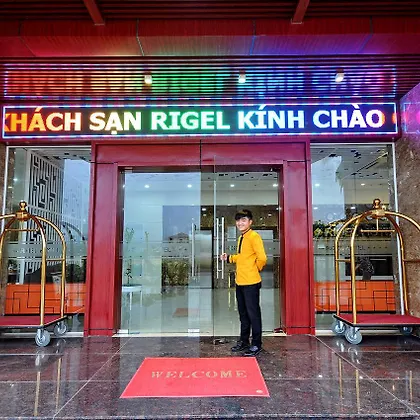 KHÁCH SẠN RIGEL KÍNH CHÀO
WELCOME